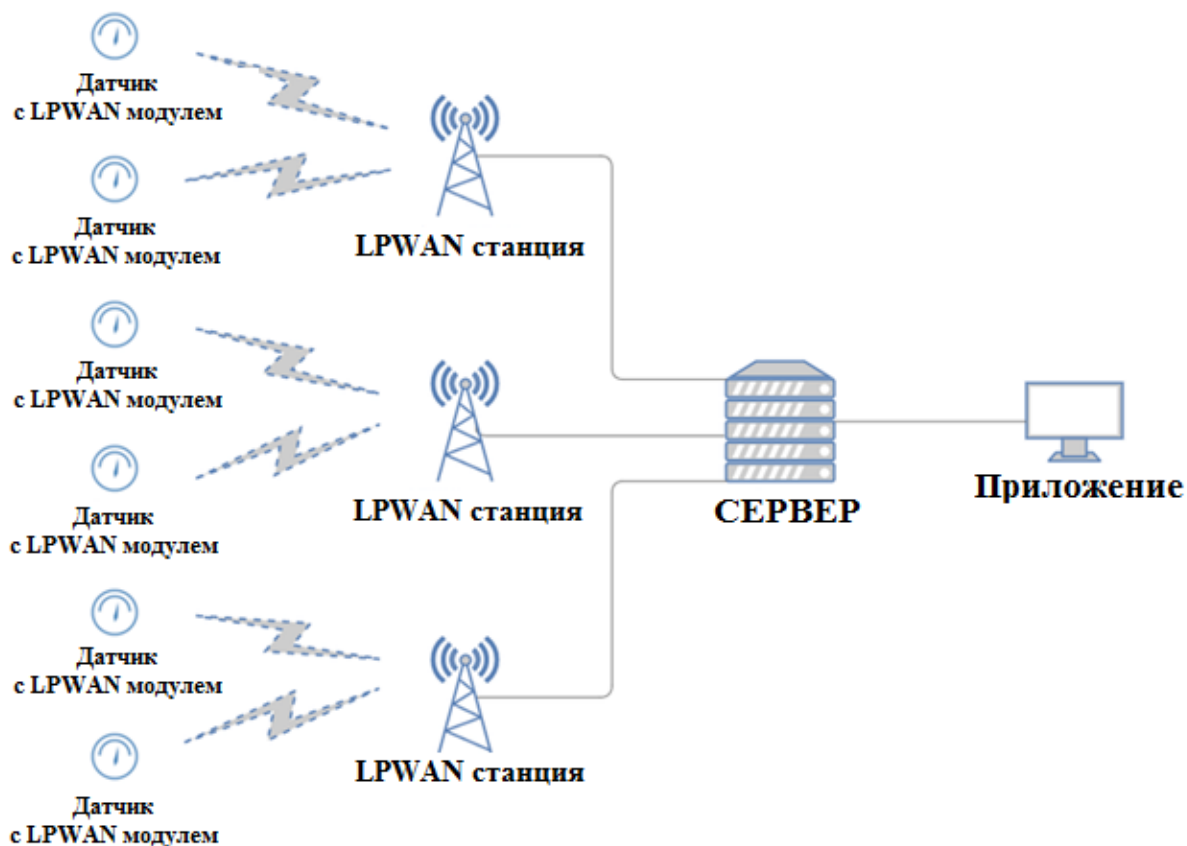 Датчик
с LPWAN модулем
Датчик
с LPWAN модулем
LPWAN станция
Датчик
с LPWAN модулем
Датчик
с LPWAN модулем
LPWAN станция
СЕРВЕР
Приложение
Датчик
с LPWAN модулем
Датчик
с LPWAN модулем
LPWAN станция